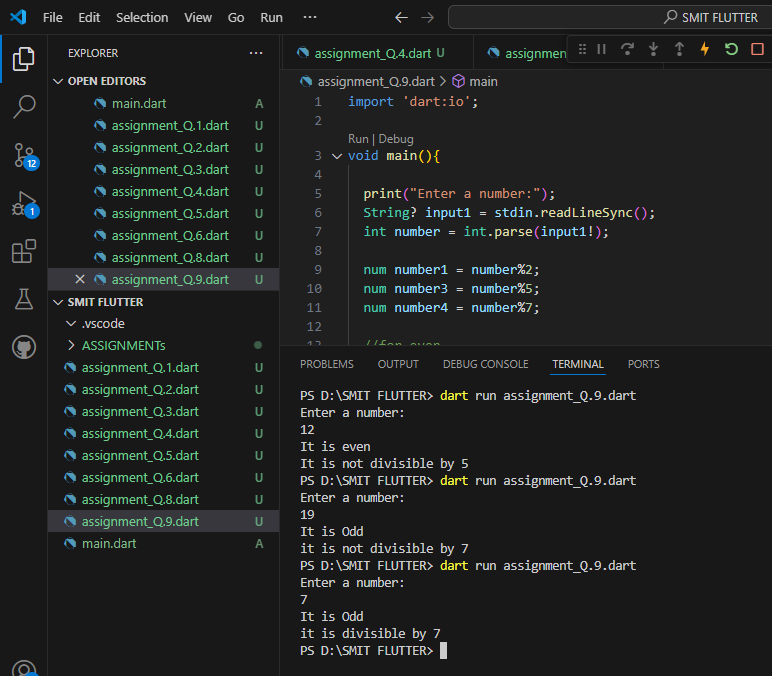 File Edit Selection View Go Run ··· SMIT FLUTTER
EXPLORER ···
OPEN EDITORS
main.dart A
assignment_Q.1.dart U
assignment_Q.2.dart U
assignment_Q.3.dart U
assignment_Q.4.dart U
assignment_Q.5.dart U
assignment_Q.6.dart U
assignment_Q.8.dart U
assignment_Q.9.dart U
SMIT FLUTTER
.vscode
ASSIGNMENTs
assignment_Q.1.dart U
assignment_Q.2.dart U
assignment_Q.3.dart U
assignment_Q.4.dart U
assignment_Q.5.dart U
assignment_Q.6.dart U
assignment_Q.8.dart U
assignment_Q.9.dart U
main.dart A
12
1
assignment_Q.4.dart U assignmen
assignment_Q.9.dart > main
1 import 'dart:io';
2
Run | Debug
3 void main(){
4
5 print("Enter a number:");
6 String? input1 = stdin.readLineSync();
7 int number = int.parse(input1!);
8
9 num number1 = number%2;
10 num number3 = number%5;
11 num number4 = number%7;
12
13 //for even
PROBLEMS OUTPUT DEBUG CONSOLE TERMINAL PORTS
PS D:\SMIT FLUTTER> dart run assignment_Q.9.dart
Enter a number:
12
It is even
It is not divisible by 5
PS D:\SMIT FLUTTER> dart run assignment_Q.9.dart
Enter a number:
19
It is Odd
it is not divisible by 7
PS D:\SMIT FLUTTER> dart run assignment_Q.9.dart
Enter a number:
7
It is Odd
it is divisible by 7
PS D:\SMIT FLUTTER>